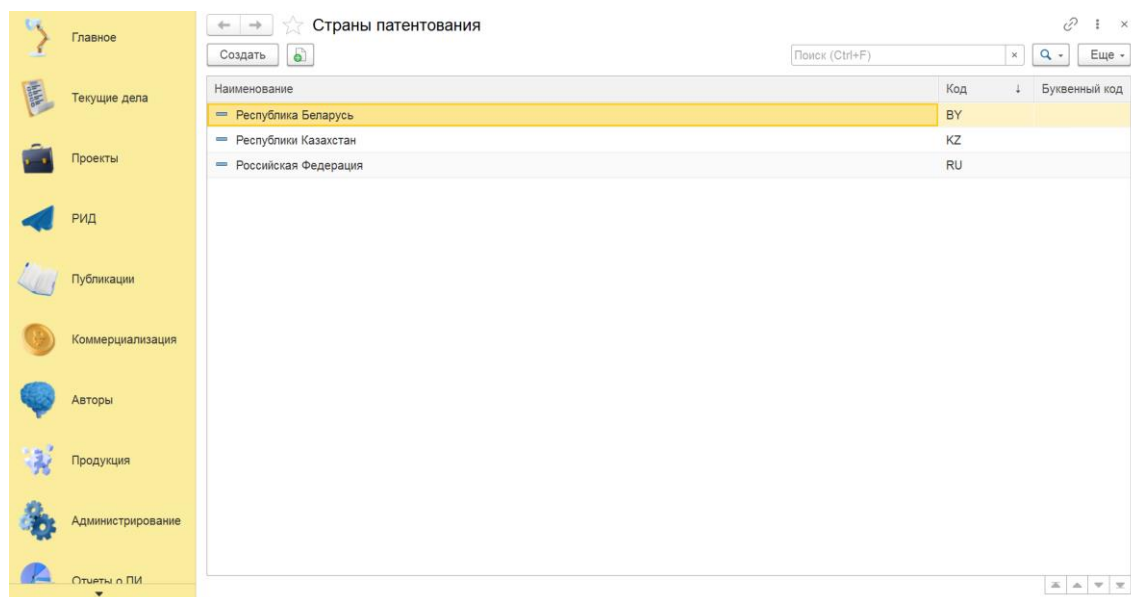 Главное
Текущие дела
Проекты
РИД
Публикации
Коммерциализация
Авторы
Продукция
Администрирование
Отчеты о ПИ
Страны патентования
Создать
Поиск (Ctrl+F)
Еще
Наименование Код Буквенный код
Республика Беларусь BY
Республики Казахстан KZ
Российская Федерация RU